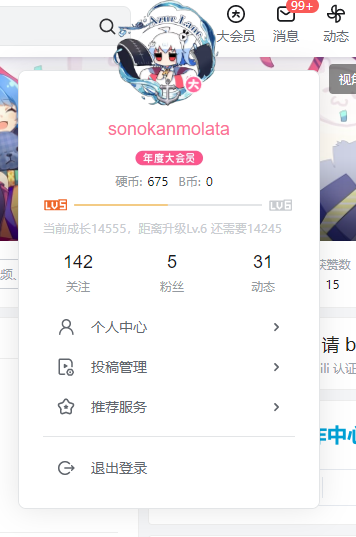 Azur Lane
大
99+
大会员 消息 动态
sonokanmolata
年度大会员
硬币: 675 B币: 0
LV5 LV6
当前成长14555，距离升级Lv.6 还需要14245
142 5 31
关注 粉丝 动态
个人中心
投稿管理
推荐服务
退出登录
视
获赞数
15
频、
请 b
ili 认证
作中心